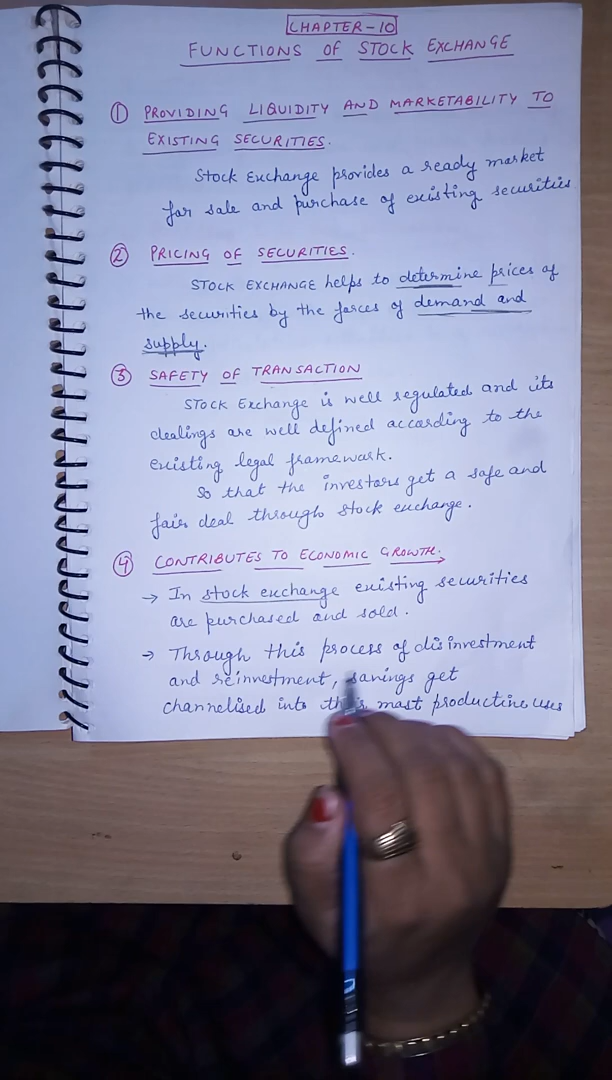 CHAPTER-10
FUNCTIONS OF STOCK EXCHANGE
① PROVIDING LIQUIDITY AND MARKETABILITY TO
EXISTING SECURITIES.
Stock Exchange provides a ready market
for sale and purchase of existing securities
② PRICING OF SECURITIES.
STOCK EXCHANGE helps to determine prices of
the securities by the forces of demand and
supply.
③ SAFETY OF TRANSACTION
STOCK Exchange is well regulated and its
dealings are well defined according to the
existing legal framework.
So that the investors get a safe and
fair deal through stock exchange.
④ CONTRIBUTES TO ECONOMIC GROWTH.
→ In stock exchange existing securities
are purchased and sold.
→ Through this process of disinvestment
and reinvestment, savings get
channelised into most productive uses